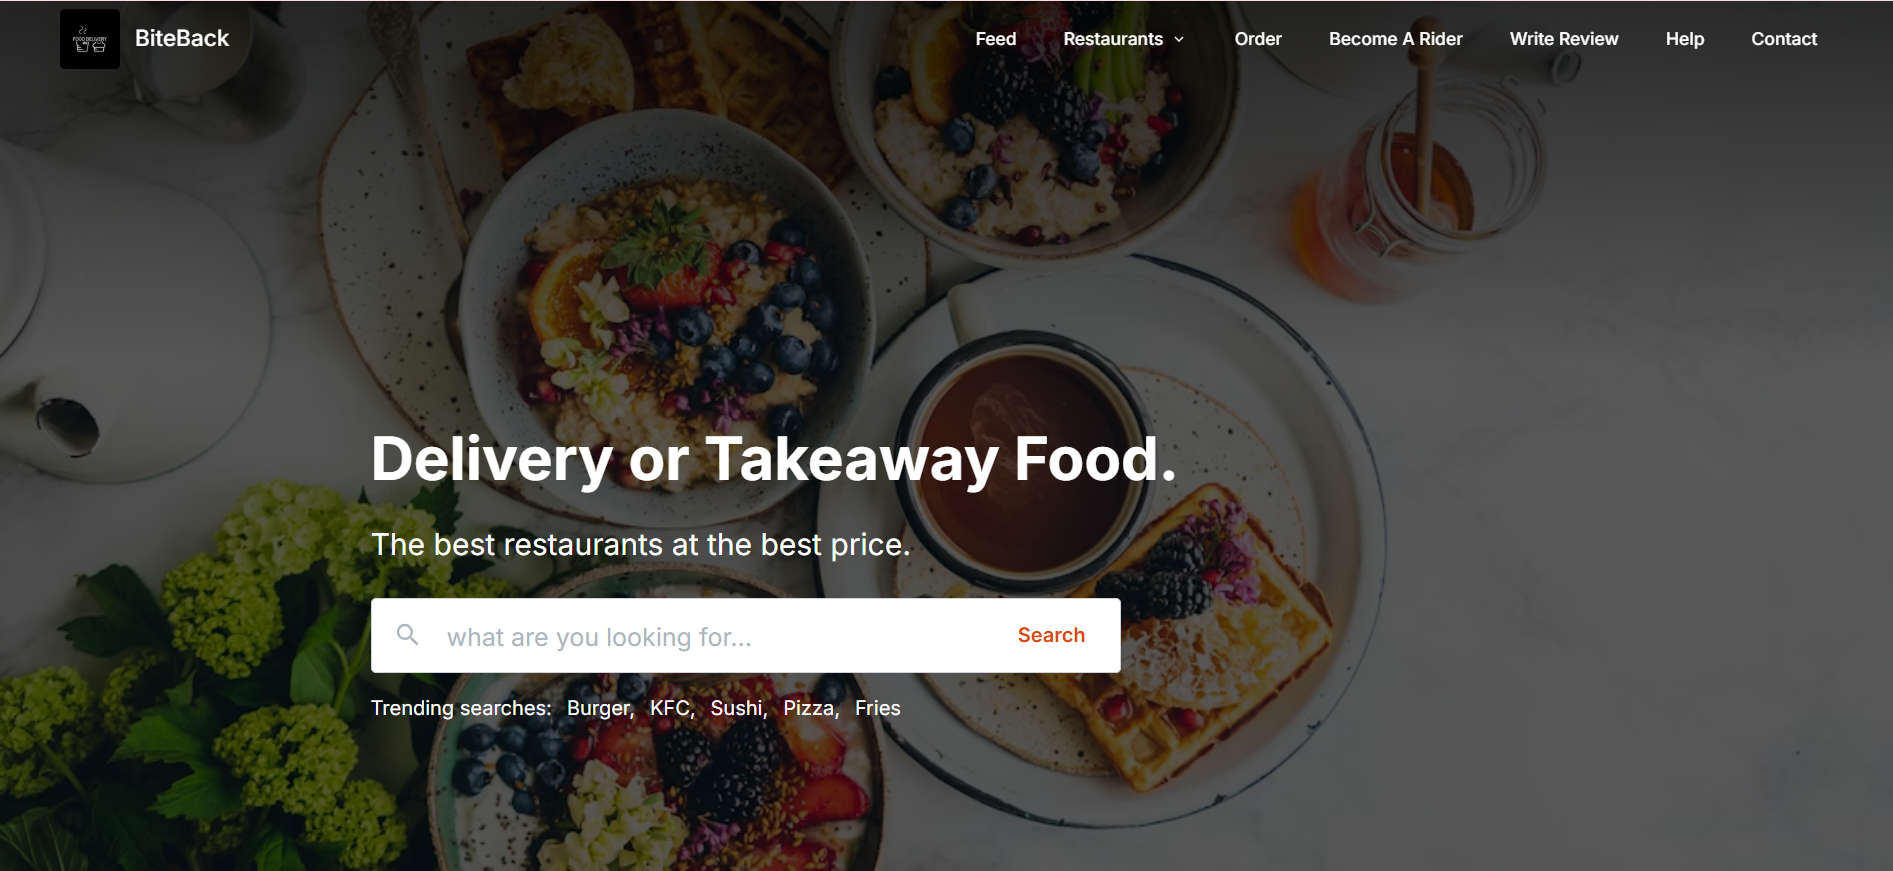 FOOD DELIVERY
BiteBack
Feed Restaurants Order Become A Rider Write Review Help Contact
Delivery or Takeaway Food.
The best restaurants at the best price.
what are you looking for...
Search
Trending searches: Burger, KFC, Sushi, Pizza, Fries